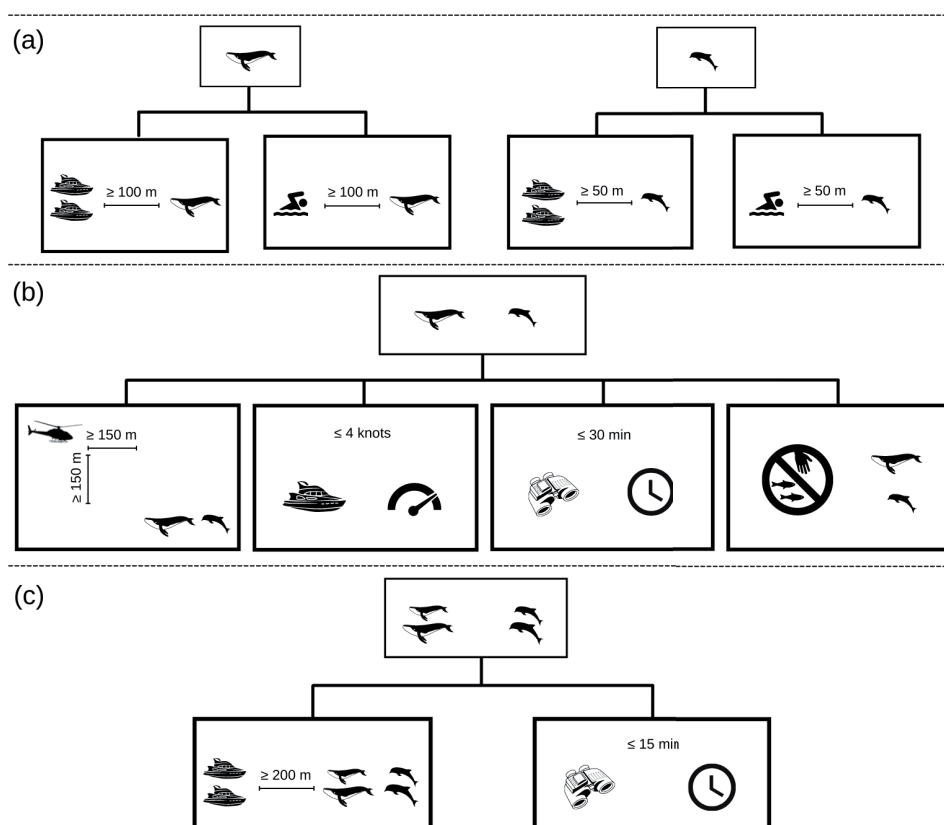 (a)
≥ 100 m
≥ 100 m
≥ 50 m
≥ 50 m
(b)
≥ 150 m
≥ 150 m
≤ 4 knots
≤ 30 min
(c)
≥ 200 m
≤ 15 min